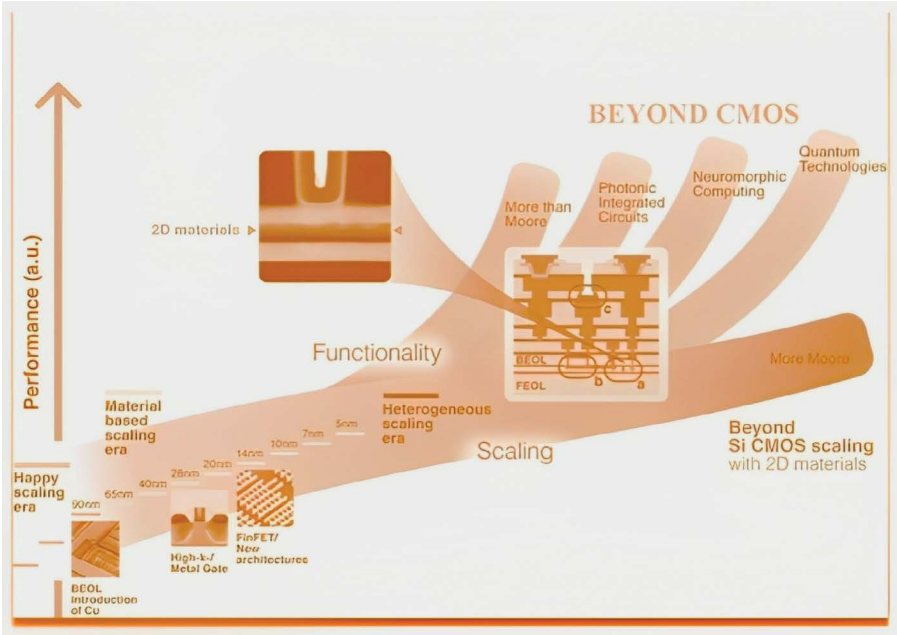 BEYOND CMOS
Quantum
Technologies
Neuromorphic
Computing
Photonic
Integrated
Circuits
More than
Moore
2D materials
c
BEOL
FEOL
b
a
More Moore
Performance (a.u.)
Functionality
Scaling
Beyond
Si CMOS scaling
with 2D materials
Heterogeneous
scaling
era
Material
based
scaling
era
Happy
scaling
era
90nm
65nm
40nm
28nm
20nm
14nm
10nm
7nm
5nm
BEOL
Introduction
of Cu
High-k/
Metal Gate
FinFET/
New
architectures